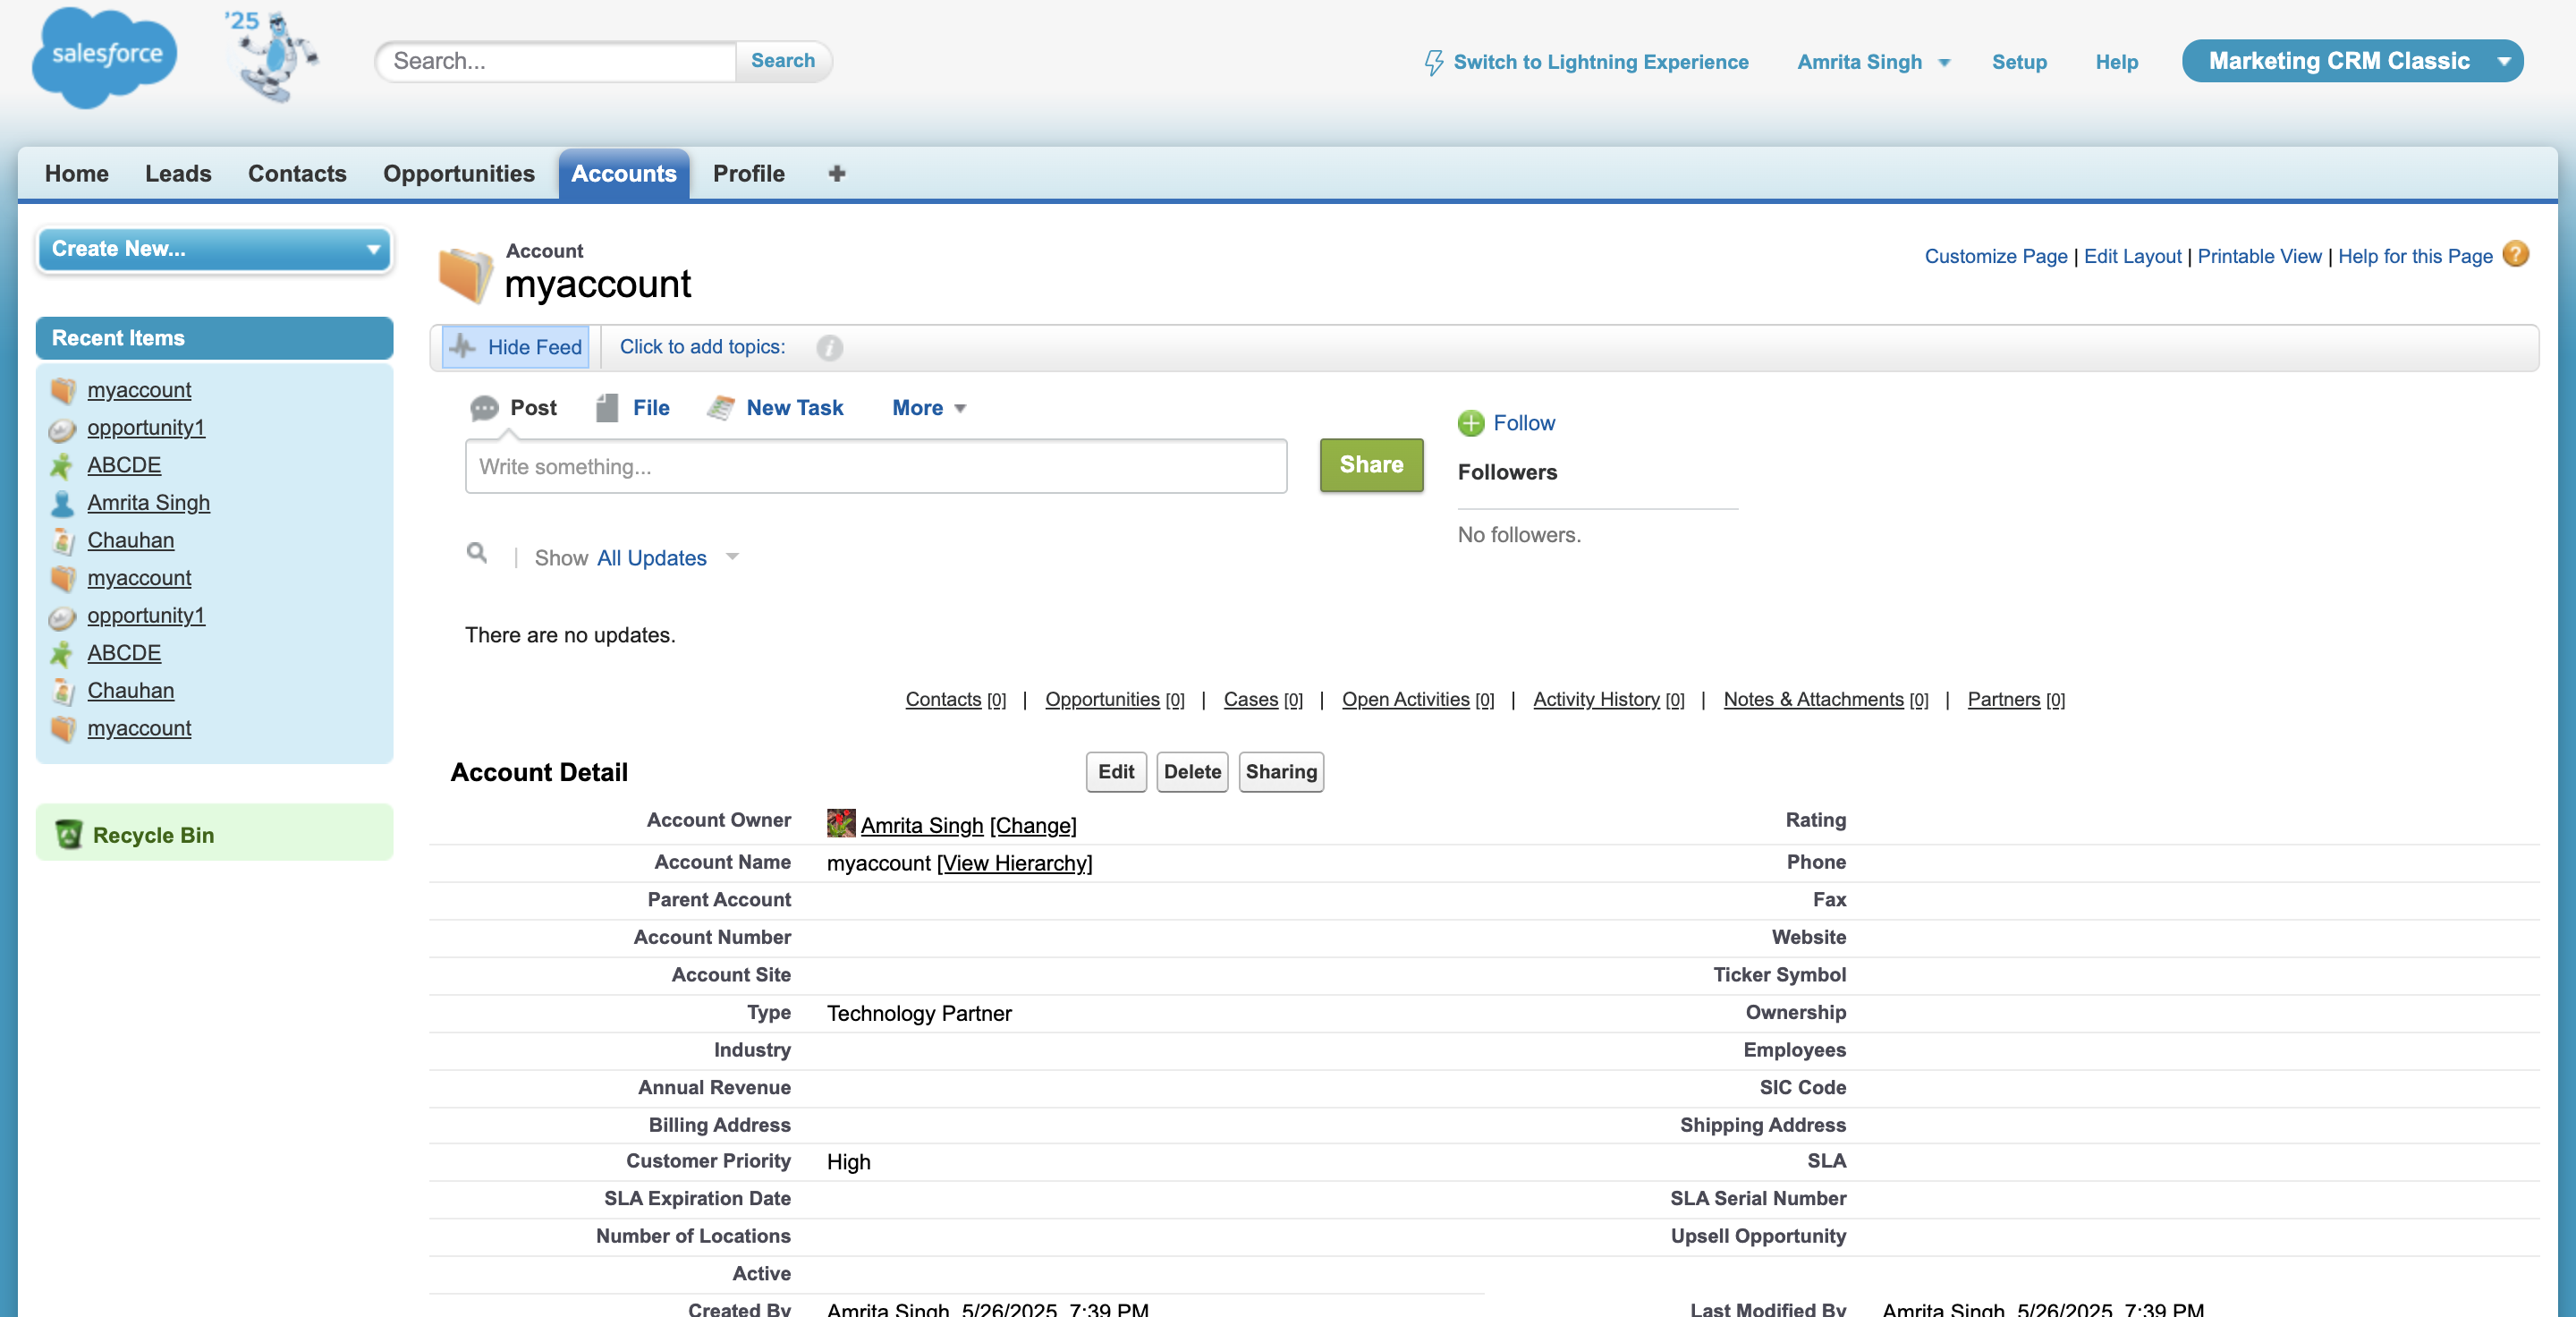 salesforce
'25
Search...
Search
Switch to Lightning Experience
Amrita Singh
Setup
Help
Marketing CRM Classic
Home
Leads
Contacts
Opportunities
Accounts
Profile
Create New...
Recent Items
myaccount
opportunity1
ABCDE
Amrita Singh
Chauhan
myaccount
opportunity1
ABCDE
Chauhan
myaccount
Recycle Bin
Account
myaccount
Customize Page | Edit Layout | Printable View | Help for this Page
Hide Feed
Click to add topics:
Post
File
New Task
More
Write something...
Share
Follow
Followers
No followers.
Show All Updates
There are no updates.
Contacts [0] | Opportunities [0] | Cases [0] | Open Activities [0] | Activity History [0] | Notes & Attachments [0] | Partners [0]
Account Detail
Edit
Delete
Sharing
Account Owner Amrita Singh [Change] Rating
Account Name myaccount [View Hierarchy] Phone
Parent Account Fax
Account Number Website
Account Site Ticker Symbol
Type Technology Partner Ownership
Industry Employees
Annual Revenue SIC Code
Billing Address Shipping Address
Customer Priority High SLA
SLA Expiration Date SLA Serial Number
Number of Locations Upsell Opportunity
Active
Created By Amrita Singh, 5/26/2025, 7:39 PM Last Modified By Amrita Singh, 5/26/2025, 7:39 PM